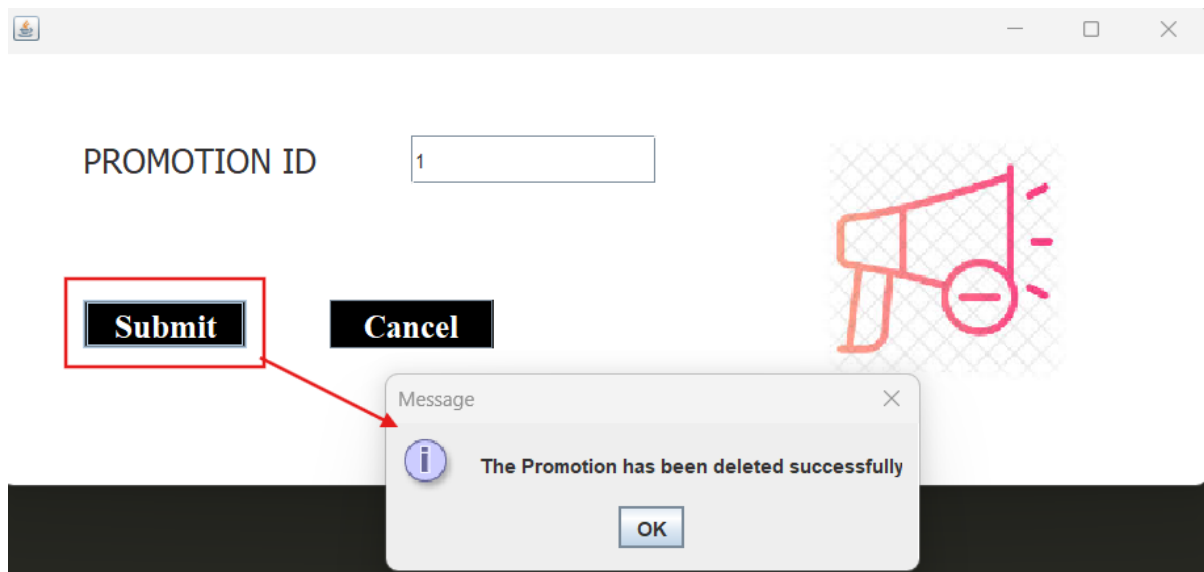 PROMOTION ID
1
Submit
Cancel
Message
i
The Promotion has been deleted successfully
OK